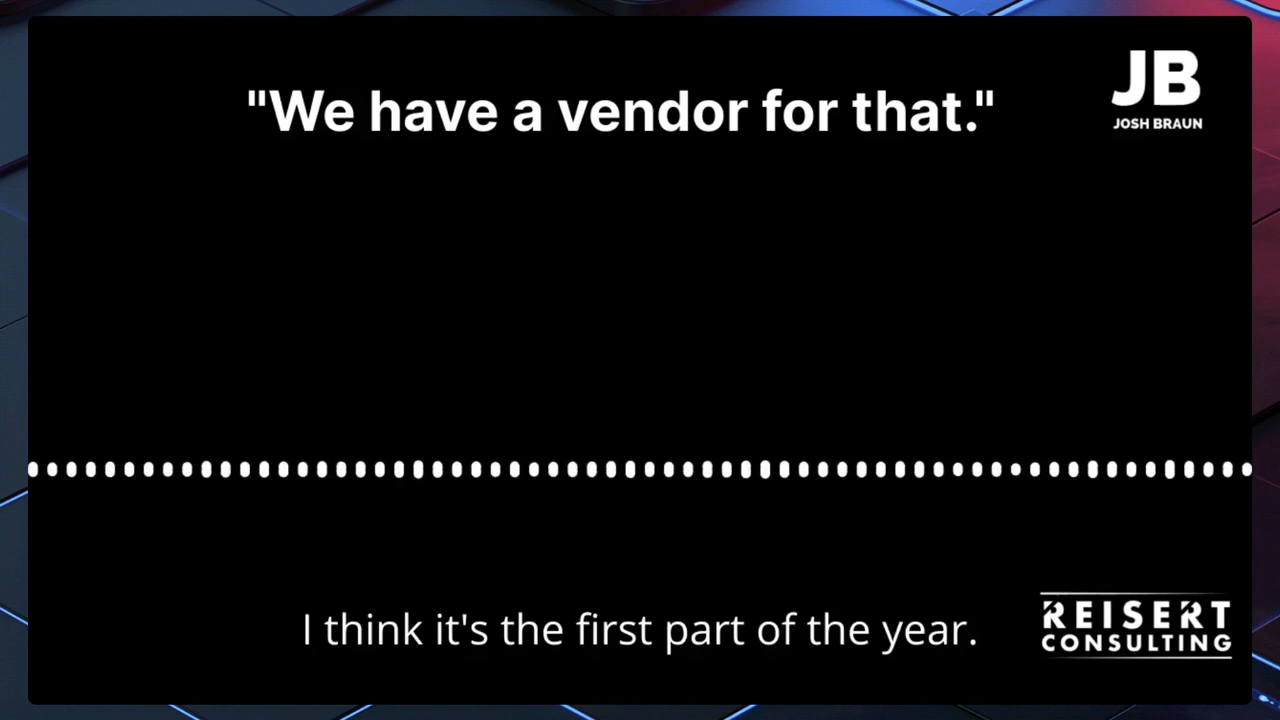 "We have a vendor for that."
JB
JOSH BRAUN
I think it's the first part of the year.
REISERT
CONSULTING